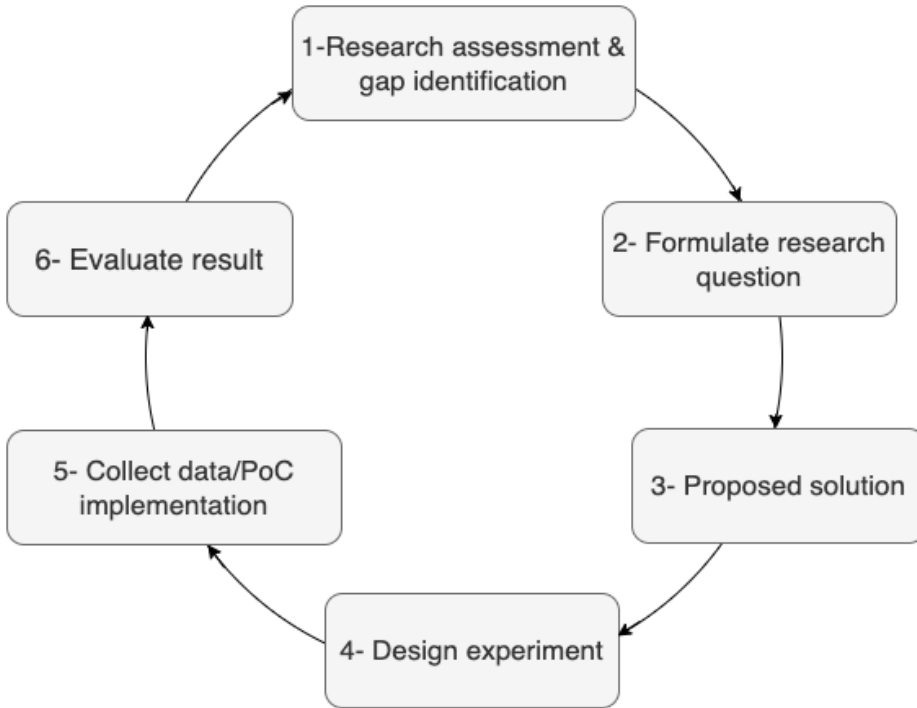 1-Research assessment &
gap identification
2- Formulate research
question
3- Proposed solution
4- Design experiment
5- Collect data/PoC
implementation
6- Evaluate result